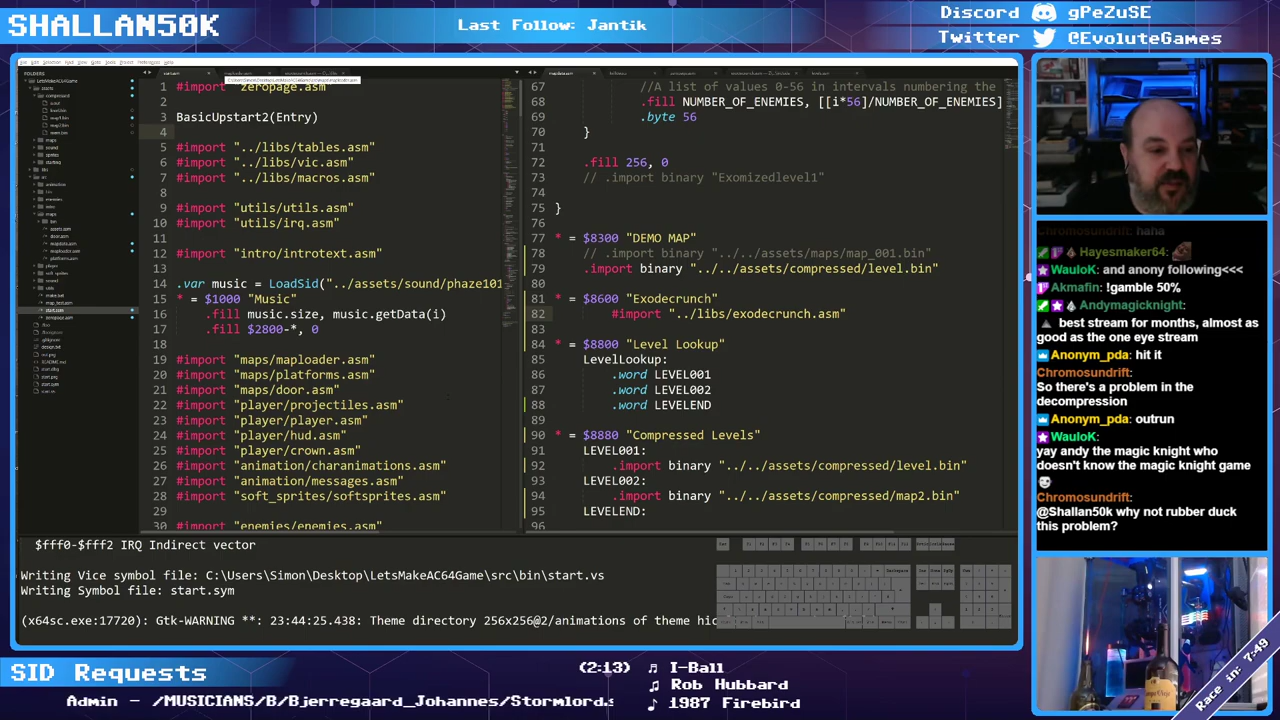 SHALLAN50K
Last Follow: Jantik
Discord gPeZuSE
Twitter @EvoluteGames
1 #import "zeropage.asm"
2
3 BasicUpstart2(Entry)
4
5 #import "../libs/tables.asm"
6 #import "../libs/vic.asm"
7 #import "../libs/macros.asm"
8
9 #import "utils/utils.asm"
10 #import "utils/irq.asm"
11
12 #import "intro/introtext.asm"
13
14 .var music = LoadSid("../assets/sound/phaze101
15 * = $1000 "Music"
16 .fill music.size, music.getData(i)
17 .fill $2800-*, 0
18
19 #import "maps/maploader.asm"
20 #import "maps/platforms.asm"
21 #import "maps/door.asm"
22 #import "player/projectiles.asm"
23 #import "player/player.asm"
24 #import "player/hud.asm"
25 #import "player/crown.asm"
26 #import "animation/charanimations.asm"
27 #import "animation/messages.asm"
28 #import "soft_sprites/softsprites.asm"
30 #import "enemies/enemies.asm"
67 //A list of values 0-56 in intervals numbering the
68 .fill NUMBER_OF_ENEMIES, [[i*56]/NUMBER_OF_ENEMIES]
69 .byte 56
70 }
71
72 .fill 256, 0
73 // .import binary "Exomizedlevel1"
74
75 }
76
77 * = $8300 "DEMO MAP"
78 // .import binary "../../assets/maps/map_001.bin"
79 .import binary "../../assets/compressed/level.bin"
80
81 * = $8600 "Exodecrunch"
82 #import "../libs/exodecrunch.asm"
83
84 * = $8800 "Level Lookup"
85 LevelLookup:
86 .word LEVEL001
87 .word LEVEL002
88 .word LEVELEND
89
90 * = $8880 "Compressed Levels"
91 LEVEL001:
92 .import binary "../../assets/compressed/level.bin"
93 LEVEL002:
94 .import binary "../../assets/compressed/map2.bin"
95 LEVELEND:
96
$fff0-$fff2 IRQ Indirect vector
Writing Vice symbol file: C:\Users\Simon\Desktop\LetsMakeAC64Game\src\bin\start.vs
Writing Symbol file: start.sym
(x64sc.exe:17720): Gtk-WARNING **: 23:44:25.438: Theme directory 256x256@2/animations of theme hic
Chromosundrift: haha
Hayesmaker64:
WauloK: and anony following<<<
Akmafin: !gamble 50%
Andymagicknight:
best stream for months, almost as
good as the one eye stream
Anonym_pda: hit it
Chromosundrift:
So there's a problem in the
decompression
Anonym_pda: outrun
WauloK:
yay andy the magic knight who
doesn't know the magic knight game
Chromosundrift:
@Shallan50k why not rubber duck
this problem?
Race in: 7:49
SID Requests
Admin - /MUSICIANS/B/Bjerregaard_Johannes/Stormlord.s
(2:13)
I-Ball
Rob Hubbard
1987 Firebird